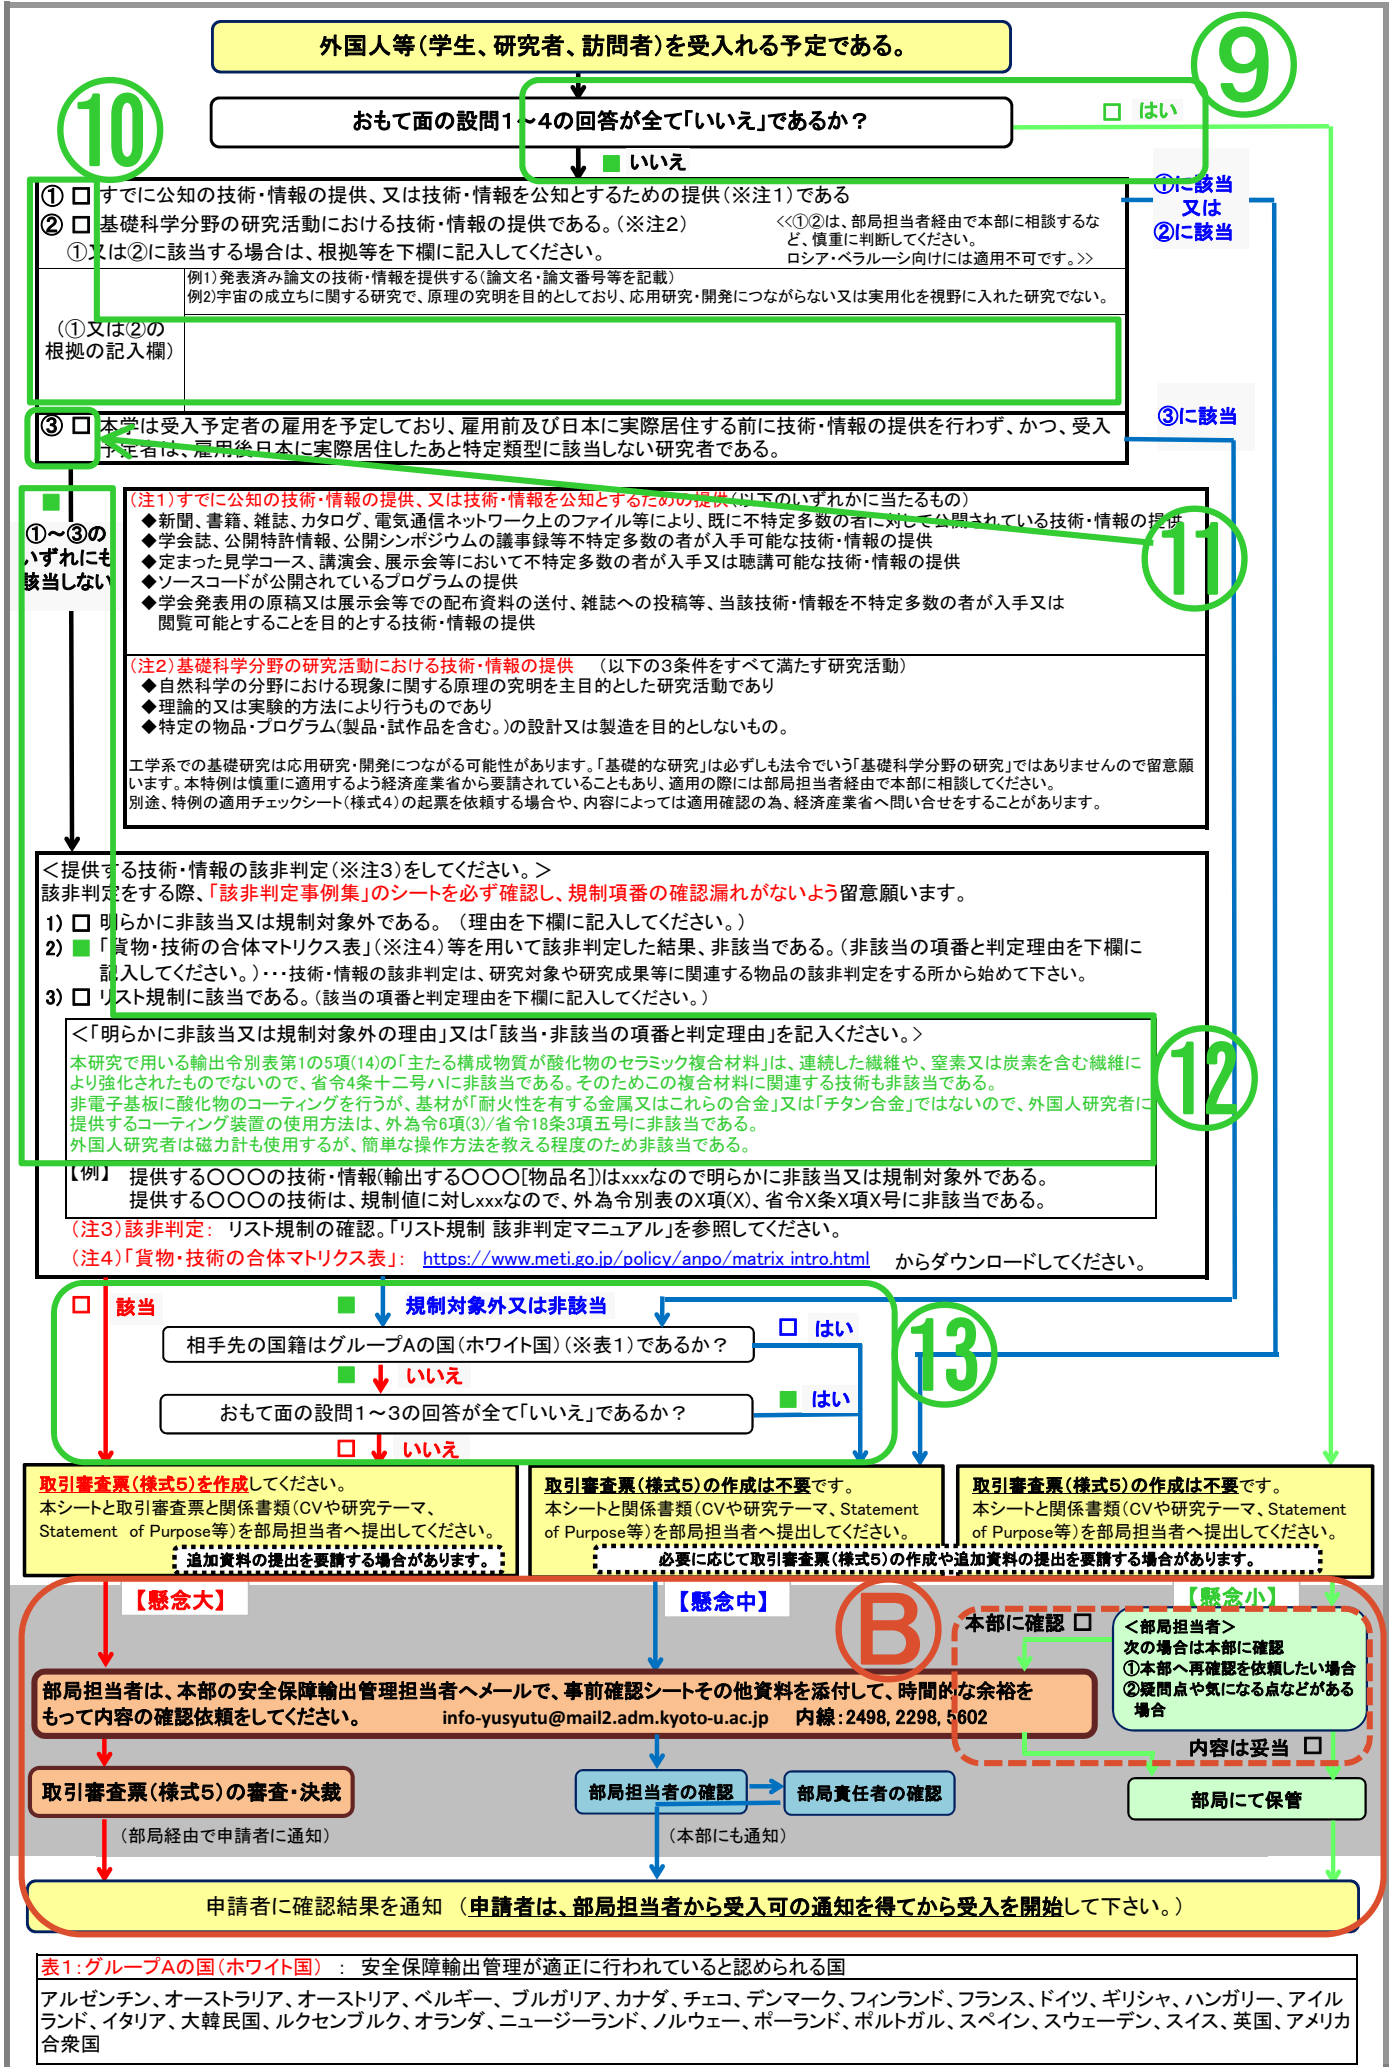 外国人等(学生、研究者、訪問者)を受入れる予定である。
⑨
おもて面の設問1~4の回答が全て「いいえ」であるか?
□ はい
■ いいえ
⑩
① □ すでに公知の技術・情報の提供、又は技術・情報を公知とするための提供(※注1)である
② □ 基礎科学分野の研究活動における技術・情報の提供である。(※注2)
①又は②に該当する場合は、根拠等を下欄に記入してください。
<<①②は、部局担当者経由で本部に相談するな
ど、慎重に判断してください。
ロシア・ベラルーシ向けには適用不可です。>>
①に該当
又は
②に該当
例1)発表済み論文の技術・情報を提供する(論文名・論文番号等を記載)
例2)宇宙の成立ちに関する研究で、原理の究明を目的としており、応用研究・開発につながらない又は実用化を視野に入れた研究でない。
(①又は②の
根拠の記入欄)
③ □ 本学は受入予定者の雇用を予定しており、雇用前及び日本に実際居住する前に技術・情報の提供を行わず、かつ、受入
予定者は、雇用後日本に実際居住したあと特定類型に該当しない研究者である。
③に該当
⑪
■
①~③の
いずれにも
該当しない
(注1)すでに公知の技術・情報の提供、又は技術・情報を公知とするための提供(以下のいずれかに当たるもの)
◆新聞、書籍、雑誌、カタログ、電気通信ネットワーク上のファイル等により、既に不特定多数の者に対して公開されている技術・情報の提供
◆学会誌、公開特許情報、公開シンポジウムの議事録等不特定多数の者が入手可能な技術・情報の提供
◆定まった見学コース、講演会、展示会等において不特定多数の者が入手又は聴講可能な技術・情報の提供
◆ソースコードが公開されているプログラムの提供
◆学会発表用の原稿又は展示会等での配布資料の送付、雑誌への投稿等、当該技術・情報を不特定多数の者が入手又は
閲覧可能とすることを目的とする技術・情報の提供
(注2)基礎科学分野の研究活動における技術・情報の提供 (以下の3条件をすべて満たす研究活動)
◆自然科学の分野における現象に関する原理の究明を主目的とした研究活動であり
◆理論的又は実験的方法により行うものであり
◆特定の物品・プログラム(製品・試作品を含む。)の設計又は製造を目的としないもの。
工学系での基礎研究は応用研究・開発につながる可能性があります。「基礎的な研究」は必ずしも法令でいう「基礎科学分野の研究」ではありませんので留意願
います。本特例は慎重に適用するよう経済産業省から要請されていることもあり、適用の際には部局担当者経由で本部に相談してください。
別途、特例の適用チェックシート(様式4)の起票を依頼する場合や、内容によっては適用確認の為、経済産業省へ問い合せをすることがあります。
<提供する技術・情報の該非判定(※注3)をしてください。>
該非判定をする際、「該非判定事例集」のシートを必ず確認し、規制項番の確認漏れがないよう留意願います。
1) □ 明らかに非該当又は規制対象外である。 (理由を下欄に記入してください。)
2) ■ 「貨物・技術の合体マトリクス表」(※注4)等を用いて該非判定した結果、非該当である。(非該当の項番と判定理由を下欄に
記入してください。)・・・技術・情報の該非判定は、研究対象や研究成果等に関連する物品の該非判定をする所から始めて下さい。
3) □ リスト規制に該当である。(該当の項番と判定理由を下欄に記入してください。)
<「明らかに非該当又は規制対象外の理由」又は「該当・非該当の項番と判定理由」を記入ください。>
⑫
本研究で用いる輸出令別表第1の5項(14)の「主たる構成物質が酸化物のセラミック複合材料」は、連続した繊維や、窒素又は炭素を含む繊維に
より強化されたものでないので、省令4条十二号ハに非該当である。そのためこの複合材料に関連する技術も非該当である。
非電子基板に酸化物のコーティングを行うが、基材が「耐火性を有する金属又はこれらの合金」又は「チタン合金」ではないので、外国人研究者に
提供するコーティング装置の使用方法は、外為令6項(3)/省令18条3項五号に非該当である。
外国人研究者は磁力計も使用するが、簡単な操作方法を教える程度のため非該当である。
【例】 提供する〇〇〇の技術・情報(輸出する〇〇〇[物品名])はxxxなので明らかに非該当又は規制対象外である。
提供する〇〇〇の技術は、規制値に対しxxxなので、外為令別表のX項(X)、省令X条X項X号に非該当である。
(注3)該非判定: リスト規制の確認。「リスト規制 該非判定マニュアル」を参照してください。
(注4)「貨物・技術の合体マトリクス表」: https://www.meti.go.jp/policy/anpo/matrix_intro.html からダウンロードしてください。
□ 該当
■ 規制対象外又は非該当
⑬
相手先の国籍はグループAの国(ホワイト国)(※表1)であるか?
□ はい
■ いいえ
おもて面の設問1~3の回答が全て「いいえ」であるか?
■ はい
□ いいえ
取引審査票(様式5)を作成してください。
本シートと取引審査票と関係書類(CVや研究テーマ、
Statement of Purpose等)を部局担当者へ提出してください。
追加資料の提出を要請する場合があります。
取引審査票(様式5)の作成は不要です。
本シートと関係書類(CVや研究テーマ、Statement
of Purpose等)を部局担当者へ提出してください。
取引審査票(様式5)の作成は不要です。
本シートと関係書類(CVや研究テーマ、Statement
of Purpose等)を部局担当者へ提出してください。
必要に応じて取引審査票(様式5)の作成や追加資料の提出を要請する場合があります。
【懸念大】
【懸念中】
【懸念小】
Ⓑ
本部に確認 □
<部局担当者>
次の場合は本部に確認
①本部へ再確認を依頼したい場合
②疑問点や気になる点などがある
場合
部局担当者は、本部の安全保障輸出管理担当者へメールで、事前確認シートその他資料を添付して、時間的な余裕を
もって内容の確認依頼をしてください。 info-yusyutu@mail2.adm.kyoto-u.ac.jp 内線:2498, 2298, 5602
内容は妥当 □
取引審査票(様式5)の審査・決裁
部局担当者の確認
部局責任者の確認
部局にて保管
(部局経由で申請者に通知)
(本部にも通知)
申請者に確認結果を通知 (申請者は、部局担当者から受入可の通知を得てから受入を開始して下さい。)
表1:グループAの国(ホワイト国) : 安全保障輸出管理が適正に行われていると認められる国
アルゼンチン、オーストラリア、オーストリア、ベルギー、ブルガリア、カナダ、チェコ、デンマーク、フィンランド、フランス、ドイツ、ギリシャ、ハンガリー、アイル
ランド、イタリア、大韓民国、ルクセンブルク、オランダ、ニュージーランド、ノルウェー、ポーランド、ポルトガル、スペイン、スウェーデン、スイス、英国、アメリカ
合衆国